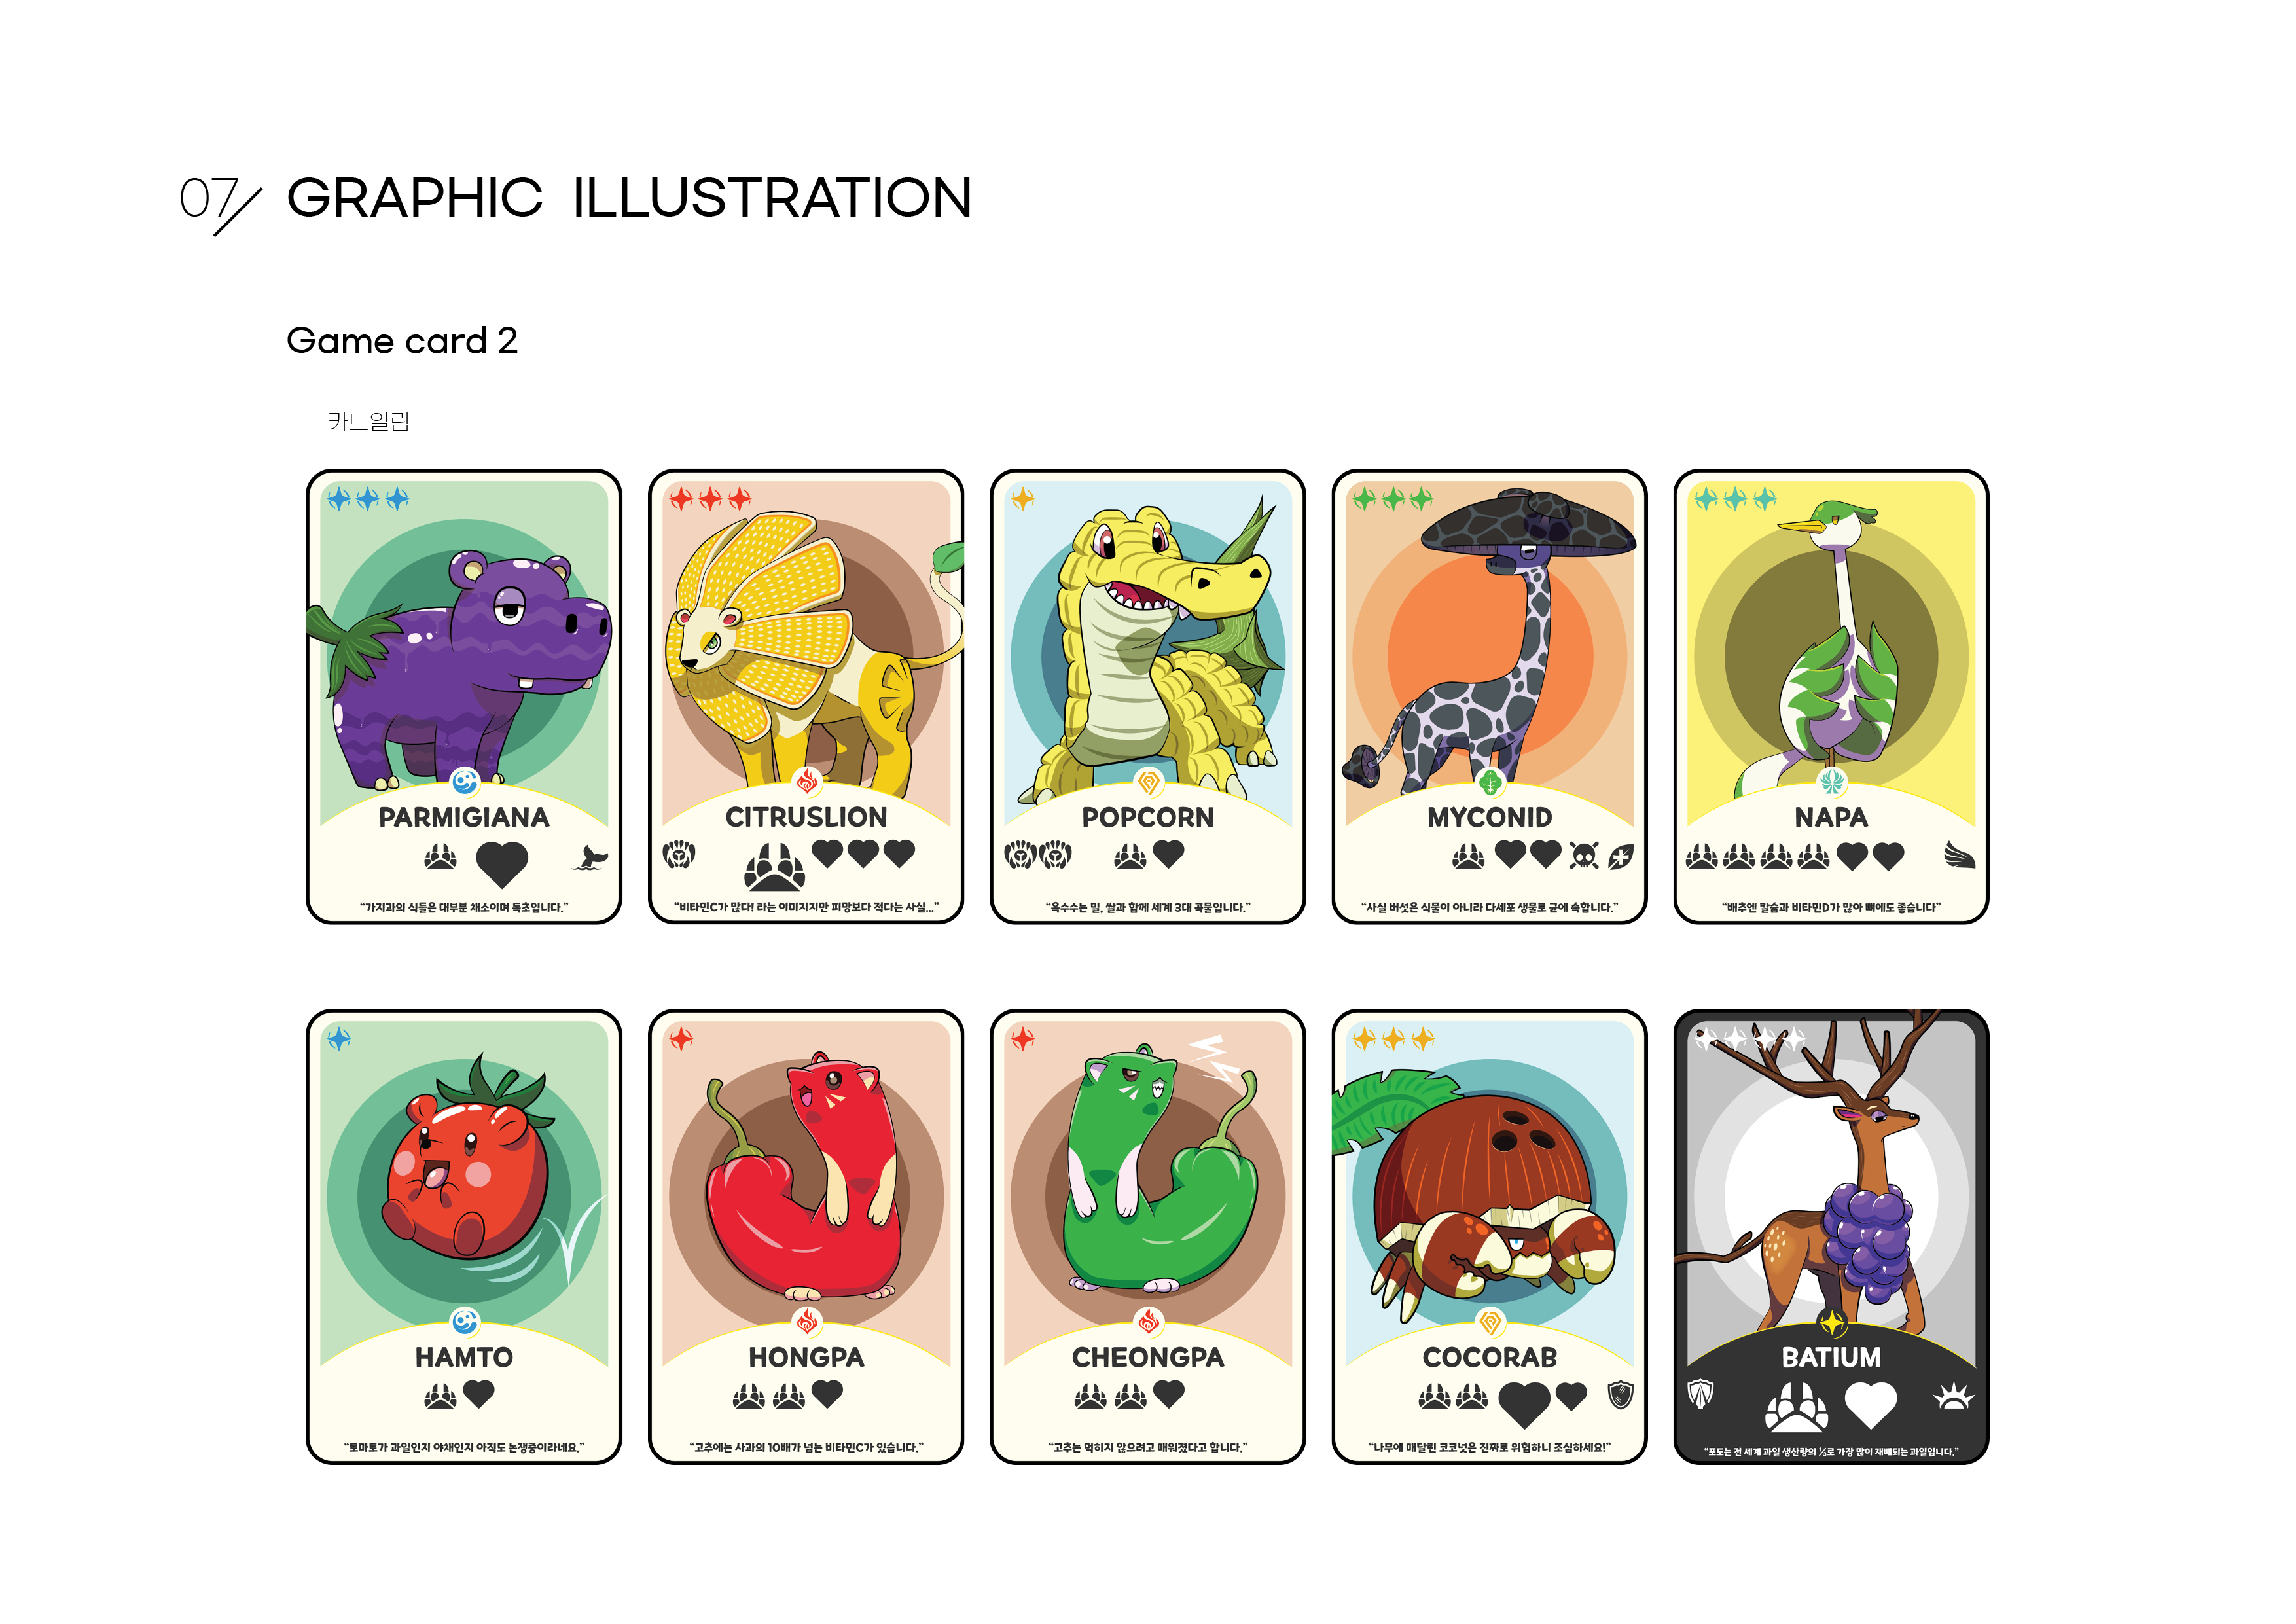 07/ GRAPHIC ILLUSTRATION
Game card 2
카드일람
PARMIGIANA
“가지과의 식들은 대부분 채소이며 독초입니다.”
CITRUSLION
“비타민C가 많다! 라는 이미지지만 피망보다 적다는 사실...”
POPCORN
“옥수수는 밀, 쌀과 함께 세계 3대 곡물입니다.”
MYCONID
“사실 버섯은 식물이 아니라 다세포 생물로 균에 속합니다.”
NAPA
“배추엔 칼슘과 비타민D가 많아 뼈에도 좋습니다”
HAMTO
“토마토가 과일인지 야채인지 아직도 논쟁중이라네요.”
HONGPA
“고추에는 사과의 10배가 넘는 비타민C가 있습니다.”
CHEONGPA
“고추는 먹히지 않으려고 매워졌다고 합니다.”
COCORAB
“나무에 매달린 코코넛은 진짜로 위험하니 조심하세요!”
BATIUM
“포도는 전 세계 과일 생산량의 ⅓로 가장 많이 재배되는 과일입니다.”